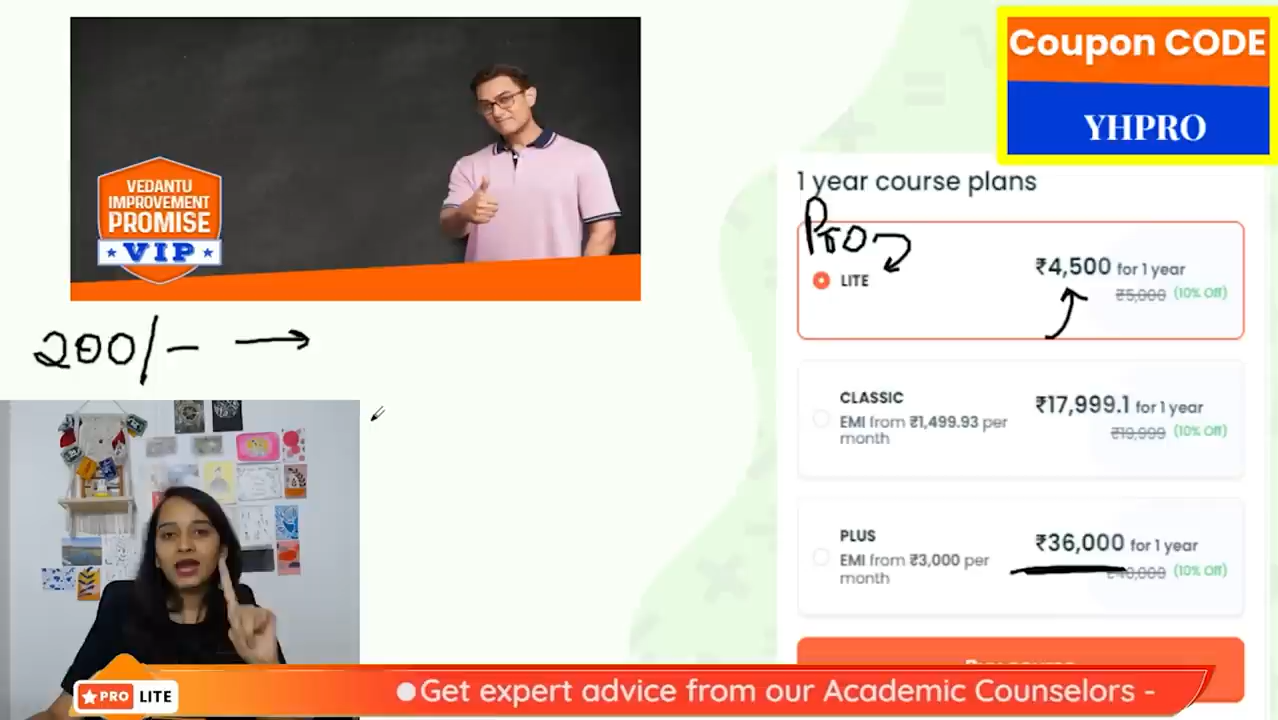 Coupon CODE
YHPRO
VEDANTU
IMPROVEMENT
PROMISE
VIP
200/- →
1 year course plans
Pro
LITE
₹4,500 for 1 year
₹5,000 (10% Off)
CLASSIC
EMI from ₹1,499.93 per
month
₹17,999.1 for 1 year
₹19,999 (10% Off)
PLUS
EMI from ₹3,000 per
month
₹36,000 for 1 year
₹40,000 (10% Off)
PRO LITE
Get expert advice from our Academic Counselors -